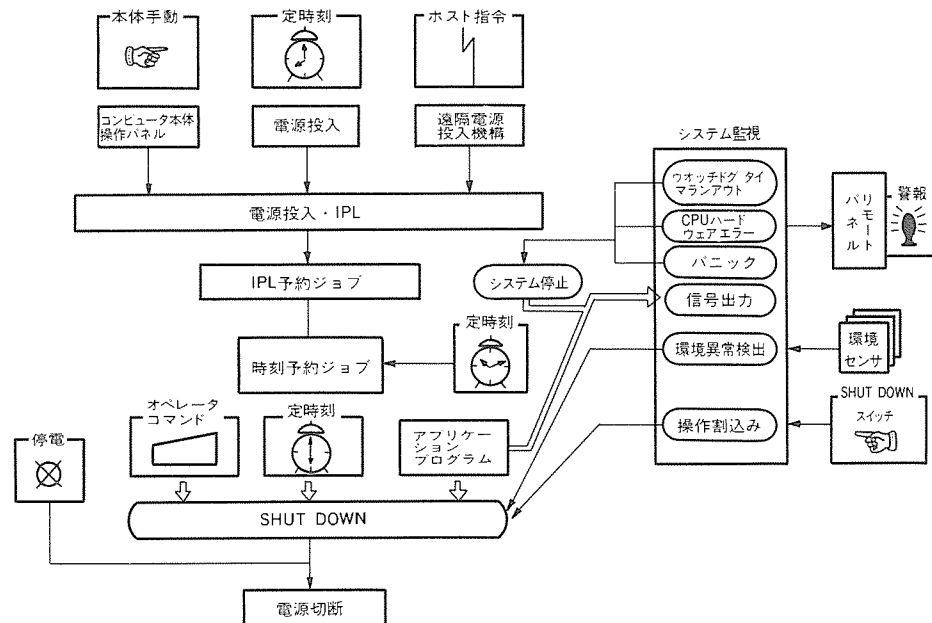 本体手動
定時刻
ホスト指令
コンピュータ本体
操作パネル
電源投入
遠隔電源
投入機構
電源投入・IPL
IPL予約ジョブ
定時刻
時刻予約ジョブ
システム停止
システム監視
ウオッチドグ タイ
マランアウト
CPUハード
ウェアエラー
パニック
信号出力
環境異常検出
操作割込み
リモート
パネル
警報
環境
センサ
SHUT DOWN
スイッチ
停電
オペレータ
コマンド
定時刻
アプリケー
ション
プログラム
SHUT DOWN
電源切断